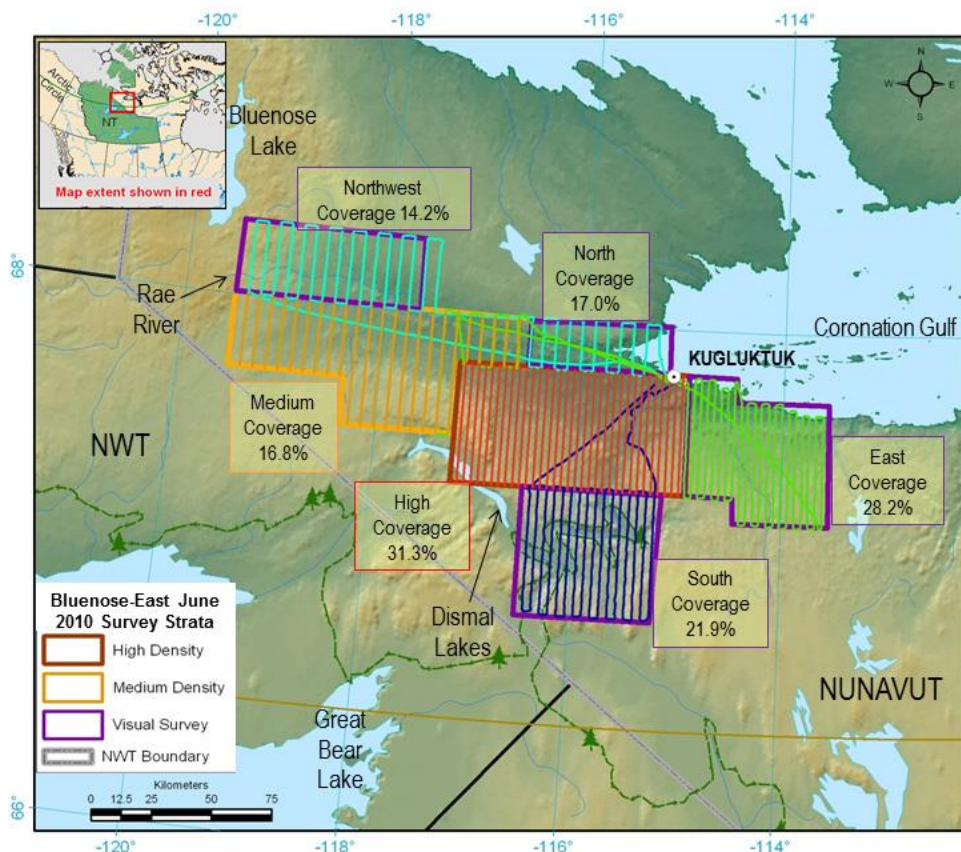 -120°
-118°
-116°
-114°
Arctic
Circle
NT
Map extent shown in red
N
W
E
S
Bluenose
Lake
Northwest
Coverage 14.2%
North
Coverage
17.0%
68°
68°
Rae
River
Coronation Gulf
KUGLUKTUK
Medium
Coverage
16.8%
NWT
East
Coverage
28.2%
High
Coverage
31.3%
South
Coverage
21.9%
Dismal
Lakes
NUNAVUT
Great
Bear
Lake
Bluenose-East June
2010 Survey Strata
High Density
Medium Density
Visual Survey
NWT Boundary
Kilometers
0 12.5 25 50 75
66°
66°
-120°
-118°
-116°
-114°